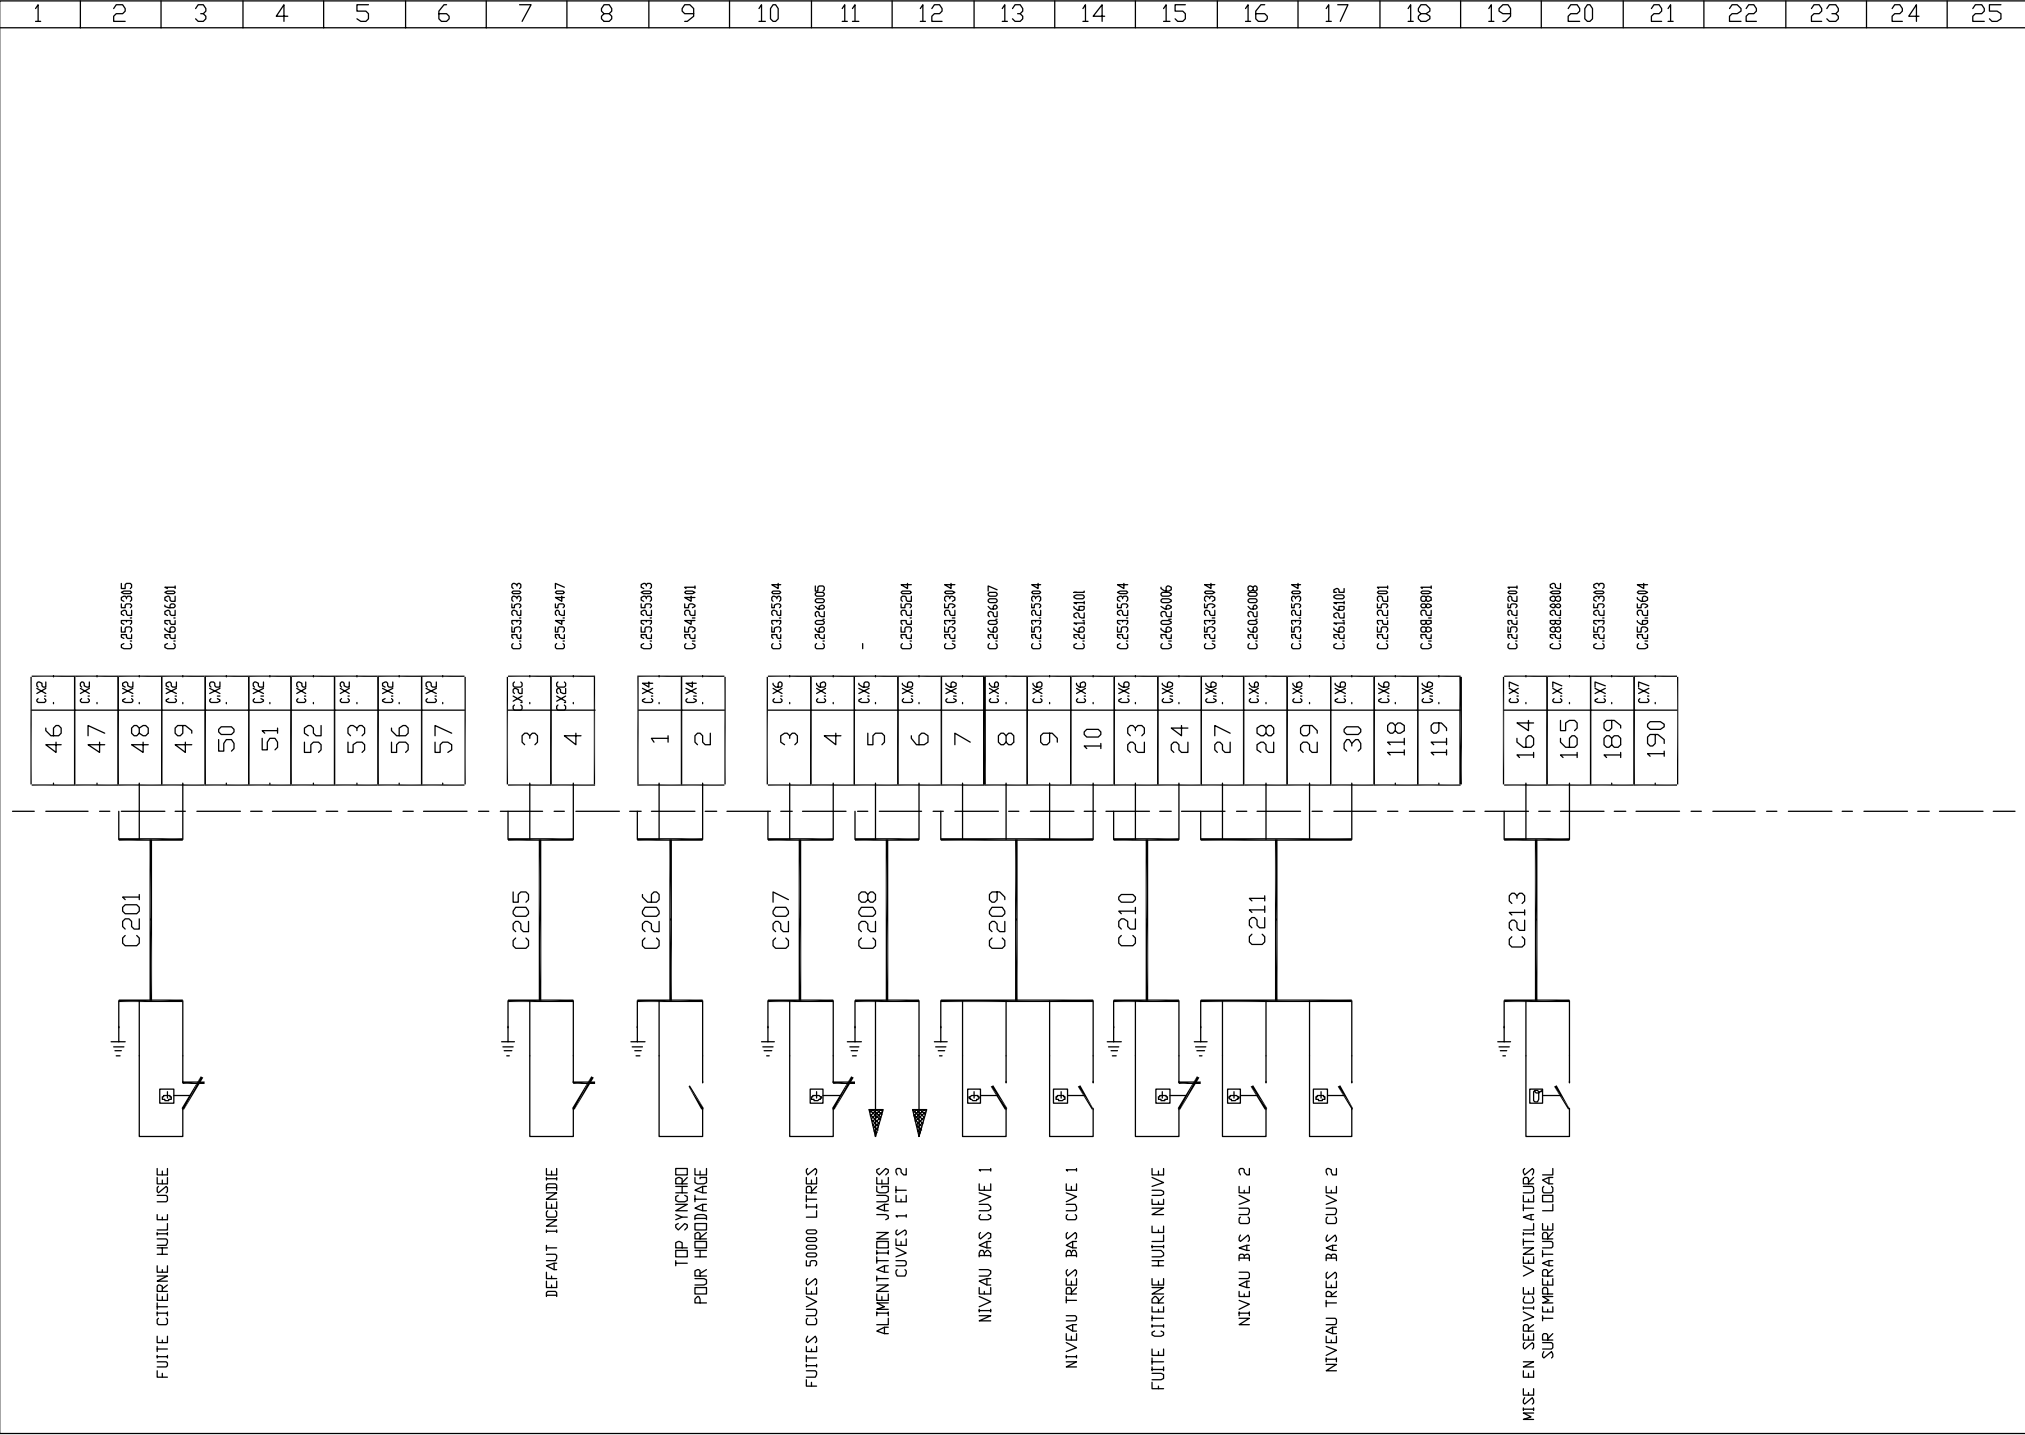 1 2 3 4 5 6 7 8 9 10 11 12 13 14 15 16 17 18 19 20 21 22 23 24 25
C.253.25305
C.262.26201
C.253.25303
C.254.25407
C.253.25303
C.254.25401
C.253.25304
C.260.26005
-
C.252.25204
C.253.25304
C.260.26007
C.253.25304
C.261.26101
C.253.25304
C.260.26006
C.253.25304
C.260.26008
C.253.25304
C.261.26102
C.252.25201
C.288.28801
C.252.25201
C.288.28802
C.253.25303
C.256.25604
C.X2 C.X2 C.X2 C.X2 C.X2 C.X2 C.X2 C.X2 C.X2 C.X2
46 47 48 49 50 51 52 53 56 57
C.X2C C.X2C
3 4
C.X4 C.X4
1 2
C.X6 C.X6 C.X6 C.X6 C.X6 C.X6 C.X6 C.X6 C.X6 C.X6 C.X6 C.X6 C.X6 C.X6 C.X6 C.X6
3 4 5 6 7 8 9 10 23 24 27 28 29 30 118 119
C.X7 C.X7 C.X7 C.X7
164 165 189 190
C201
C205
C206
C207
C208
C209
C210
C211
C213
FUITE CITERNE HUILE USEE
DEFAUT INCENDIE
TOP SYNCHRO
POUR HORODATAGE
FUITES CUVES 50000 LITRES
ALIMENTATION JAUGES
CUVES 1 ET 2
NIVEAU BAS CUVE 1
NIVEAU TRES BAS CUVE 1
FUITE CITERNE HUILE NEUVE
NIVEAU BAS CUVE 2
NIVEAU TRES BAS CUVE 2
MISE EN SERVICE VENTILATEURS
SUR TEMPERATURE LOCAL